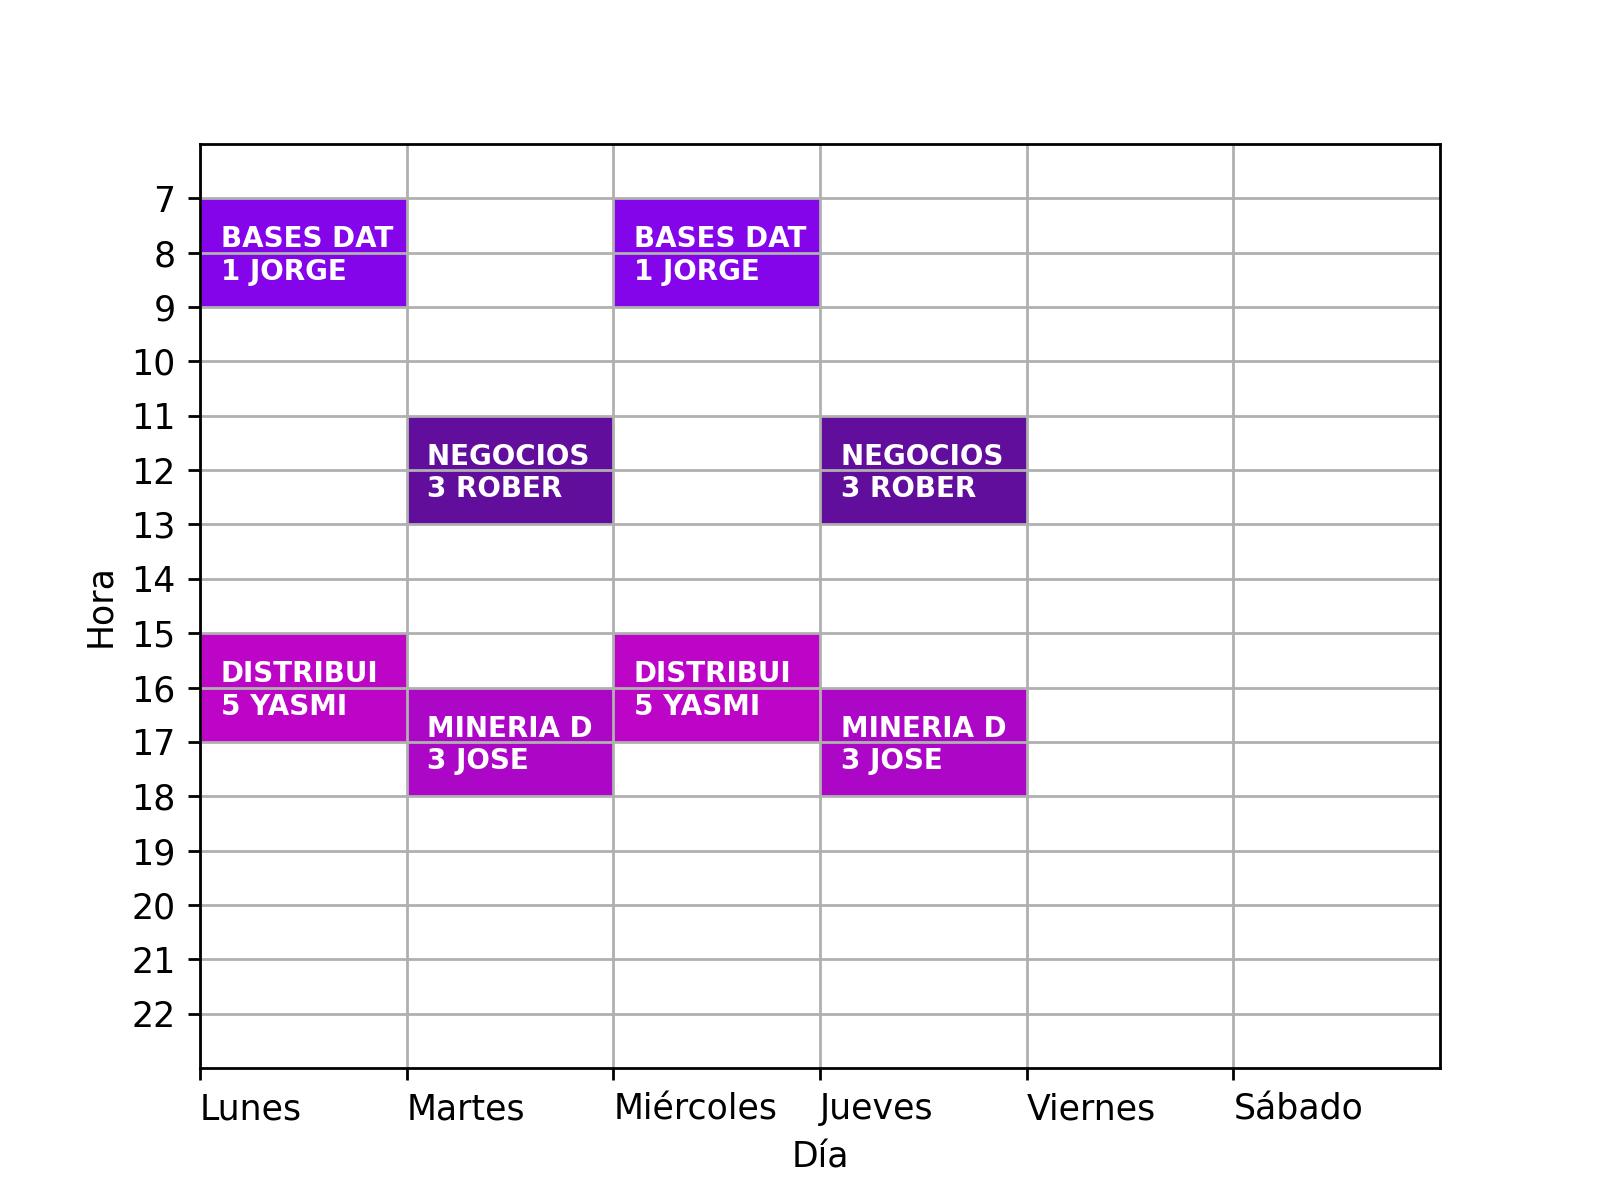 7
BASES DAT
1 JORGE
BASES DAT
1 JORGE
8
9
10
11
NEGOCIOS
3 ROBER
NEGOCIOS
3 ROBER
12
13
14
Hora
15
DISTRIBUI
5 YASMI
DISTRIBUI
5 YASMI
16
MINERIA D
3 JOSE
MINERIA D
3 JOSE
17
18
19
20
21
22
Lunes Martes Miércoles Jueves Viernes Sábado
Día